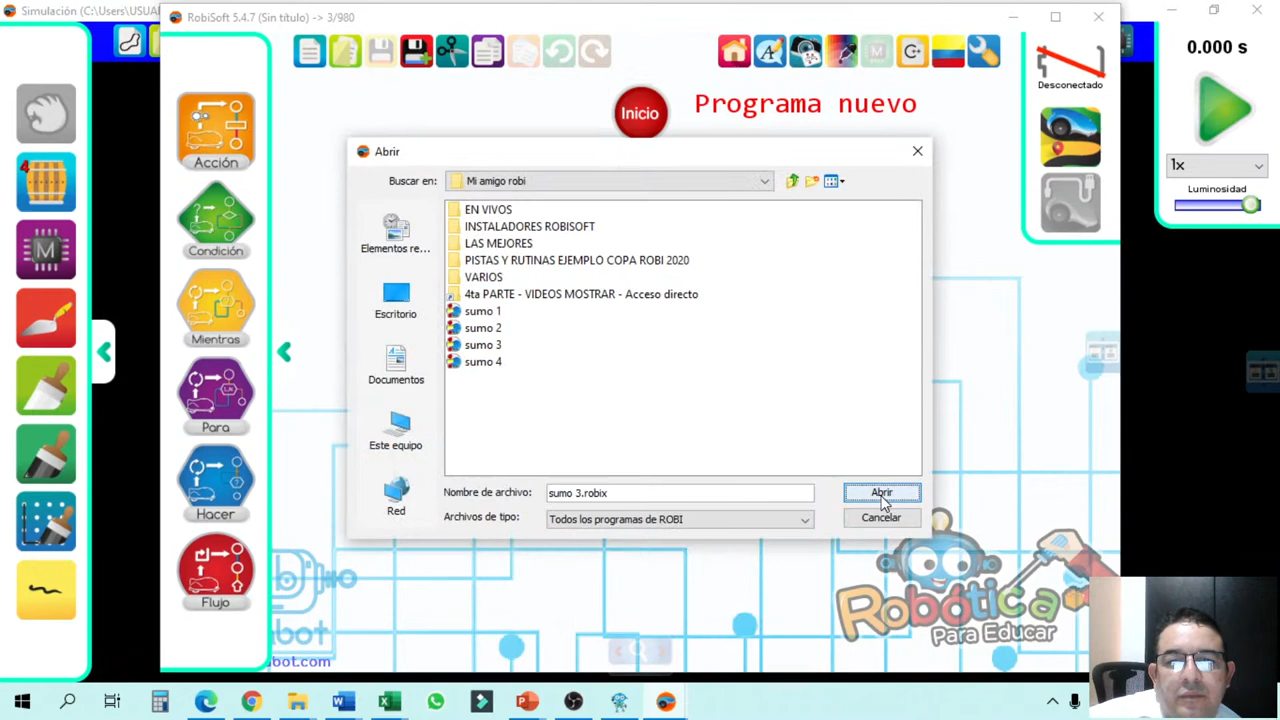 Simulación (C:\Users\USUAR
RobiSoft 5.4.7 (Sin título) -> 3/980
0.000 s
1×
Luminosidad
Desconectado
Inicio
Programa nuevo
4
M
M
C+
Acción
Condición
Mientras
Para
Hacer
Flujo
Abrir
Buscar en:
Mi amigo robi
Elementos re...
Escritorio
Documentos
Este equipo
Red
EN VIVOS
INSTALADORES ROBISOFT
LAS MEJORES
PISTAS Y RUTINAS EJEMPLO COPA ROBI 2020
VARIOS
4ta PARTE - VIDEOS MOSTRAR - Acceso directo
sumo 1
sumo 2
sumo 3
sumo 4
Nombre de archivo:
sumo 3.robix
Abrir
Archivos de tipo:
Todos los programas de ROBI
Cancelar
Robótica
Para Educar
bot
bot.com